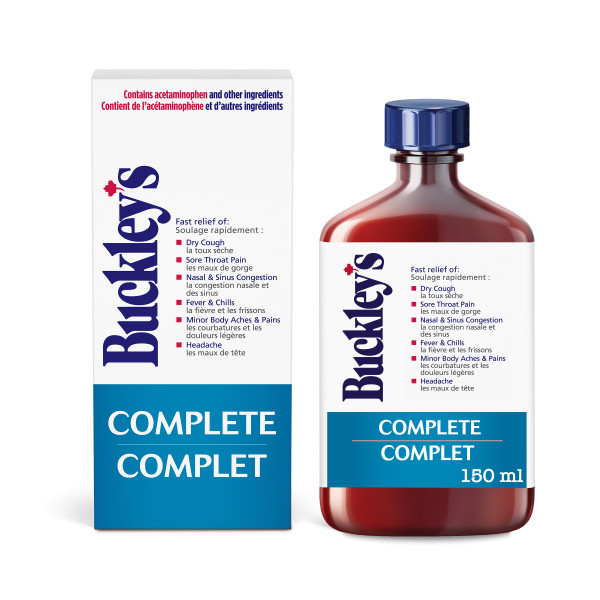 Contains acetaminophen and other ingredients
Contient de l'acétaminophène et d'autres ingrédients
Buckley's
Fast relief of:
Soulage rapidement :
Dry Cough
la toux sèche
Sore Throat Pain
les maux de gorge
Nasal & Sinus Congestion
la congestion nasale et
des sinus
Fever & Chills
la fièvre et les frissons
Minor Body Aches & Pains
les courbatures et les
douleurs légères
Headache
les maux de tête
COMPLETE
COMPLET
Buckley's
Fast relief of:
Soulage rapidement :
Dry Cough
la toux sèche
Sore Throat Pain
les maux de gorge
Nasal & Sinus Congestion
la congestion nasale et
des sinus
Fever & Chills
la fièvre et les frissons
Minor Body Aches & Pains
les courbatures et les
douleurs légères
Headache
les maux de tête
COMPLETE
COMPLET
150 ml